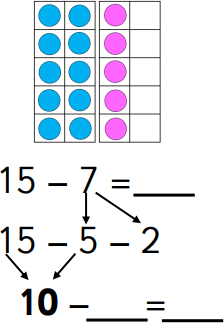 15 – 7 = ____
15 – 5 – 2
10 – ____ = ____